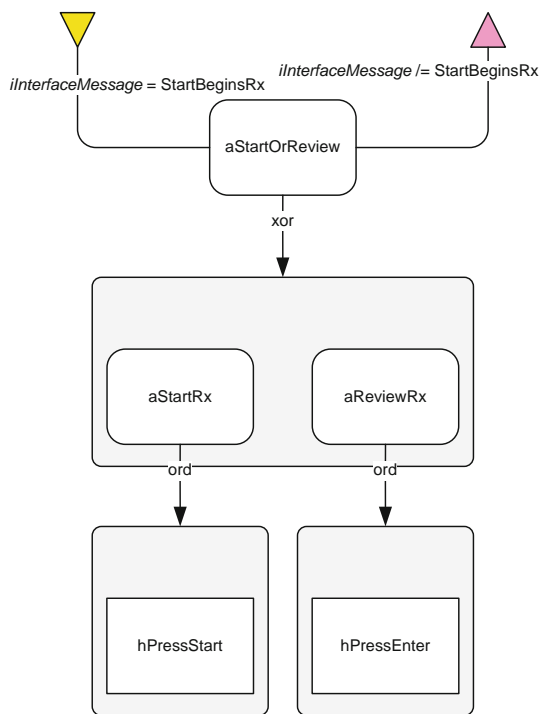 iInterfaceMessage = StartBeginsRx
iInterfaceMessage /= StartBeginsRx
aStartOrReview
xor
aStartRx
aReviewRx
ord
ord
hPressStart
hPressEnter